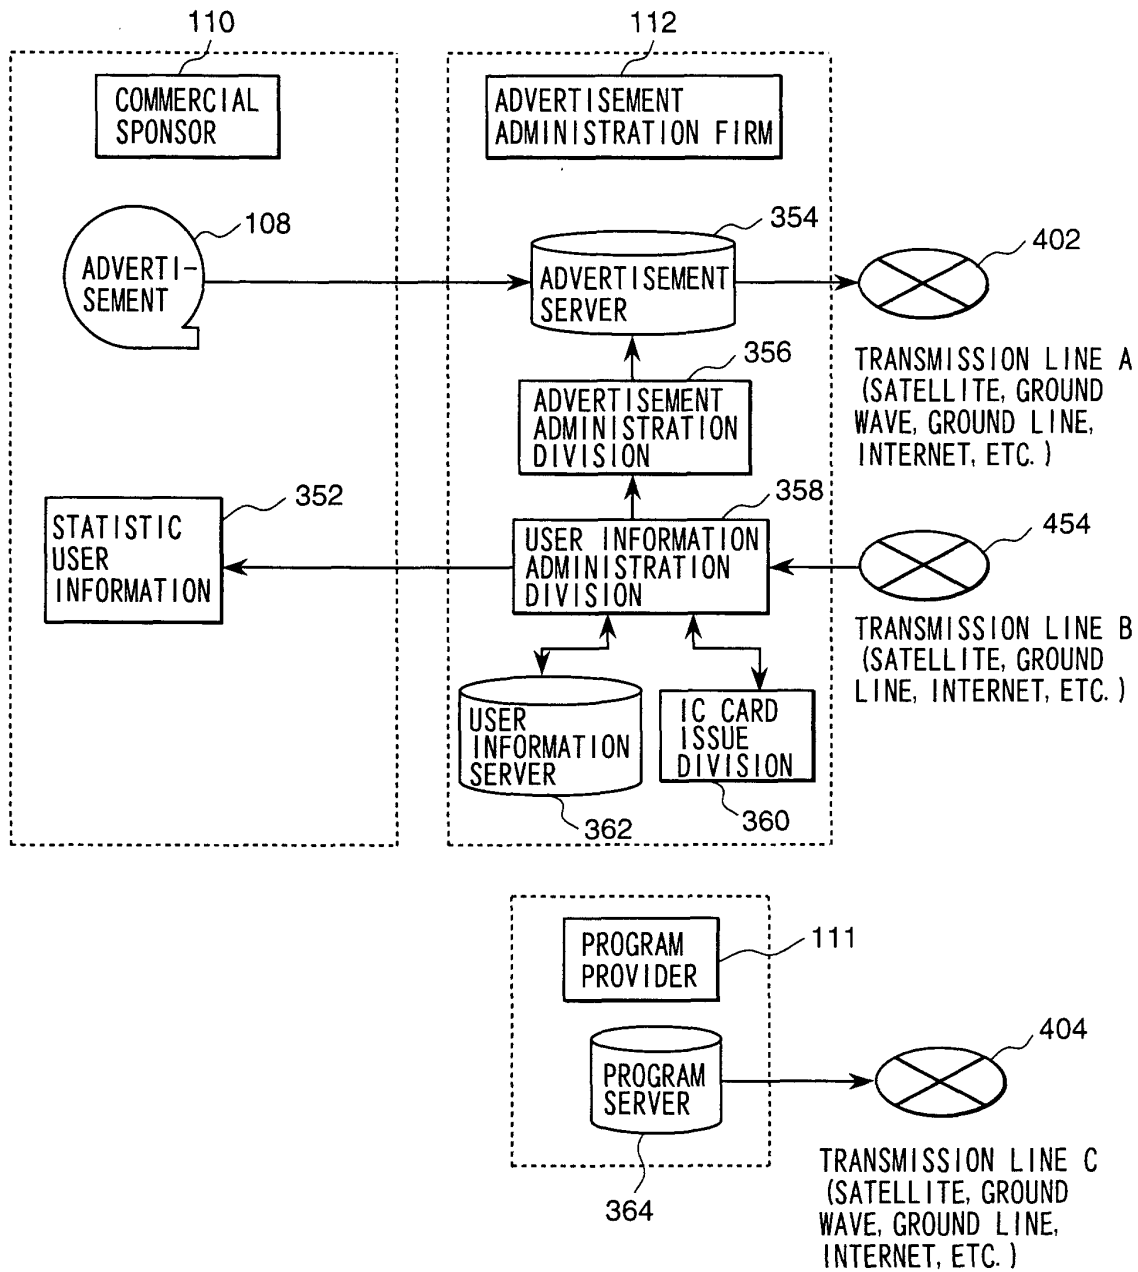 110
112
COMMERCIAL
SPONSOR
ADVERTISEMENT
ADMINISTRATION FIRM
108
ADVERTI-
SEMENT
354
ADVERTISEMENT
SERVER
402
TRANSMISSION LINE A
(SATELLITE, GROUND
WAVE, GROUND LINE,
INTERNET, ETC.)
356
ADVERTISEMENT
ADMINISTRATION
DIVISION
352
STATISTIC
USER
INFORMATION
358
USER INFORMATION
ADMINISTRATION
DIVISION
454
TRANSMISSION LINE B
(SATELLITE, GROUND
LINE, INTERNET, ETC.)
USER
INFORMATION
SERVER
362
IC CARD
ISSUE
DIVISION
360
PROGRAM
PROVIDER
111
PROGRAM
SERVER
364
404
TRANSMISSION LINE C
(SATELLITE, GROUND
WAVE, GROUND LINE,
INTERNET, ETC.)